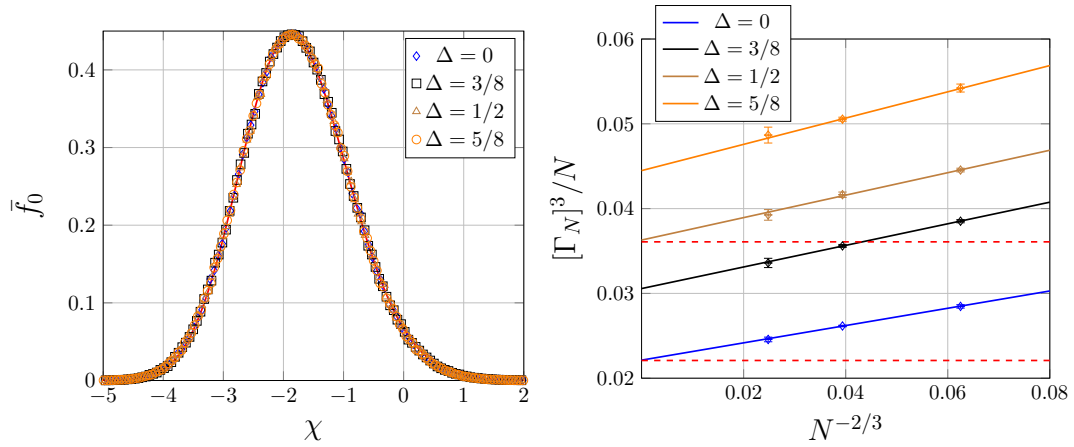 0.4
0.3
0.2
0.1
0
−5
−4
−3
−2
−1
0
1
2
χ
f̄₀
Δ = 0
Δ = 3/8
Δ = 1/2
Δ = 5/8
0.06
0.05
0.04
0.03
0.02
0.02
0.04
0.06
0.08
N^{−2/3}
[Γ_N]³/N
Δ = 0
Δ = 3/8
Δ = 1/2
Δ = 5/8